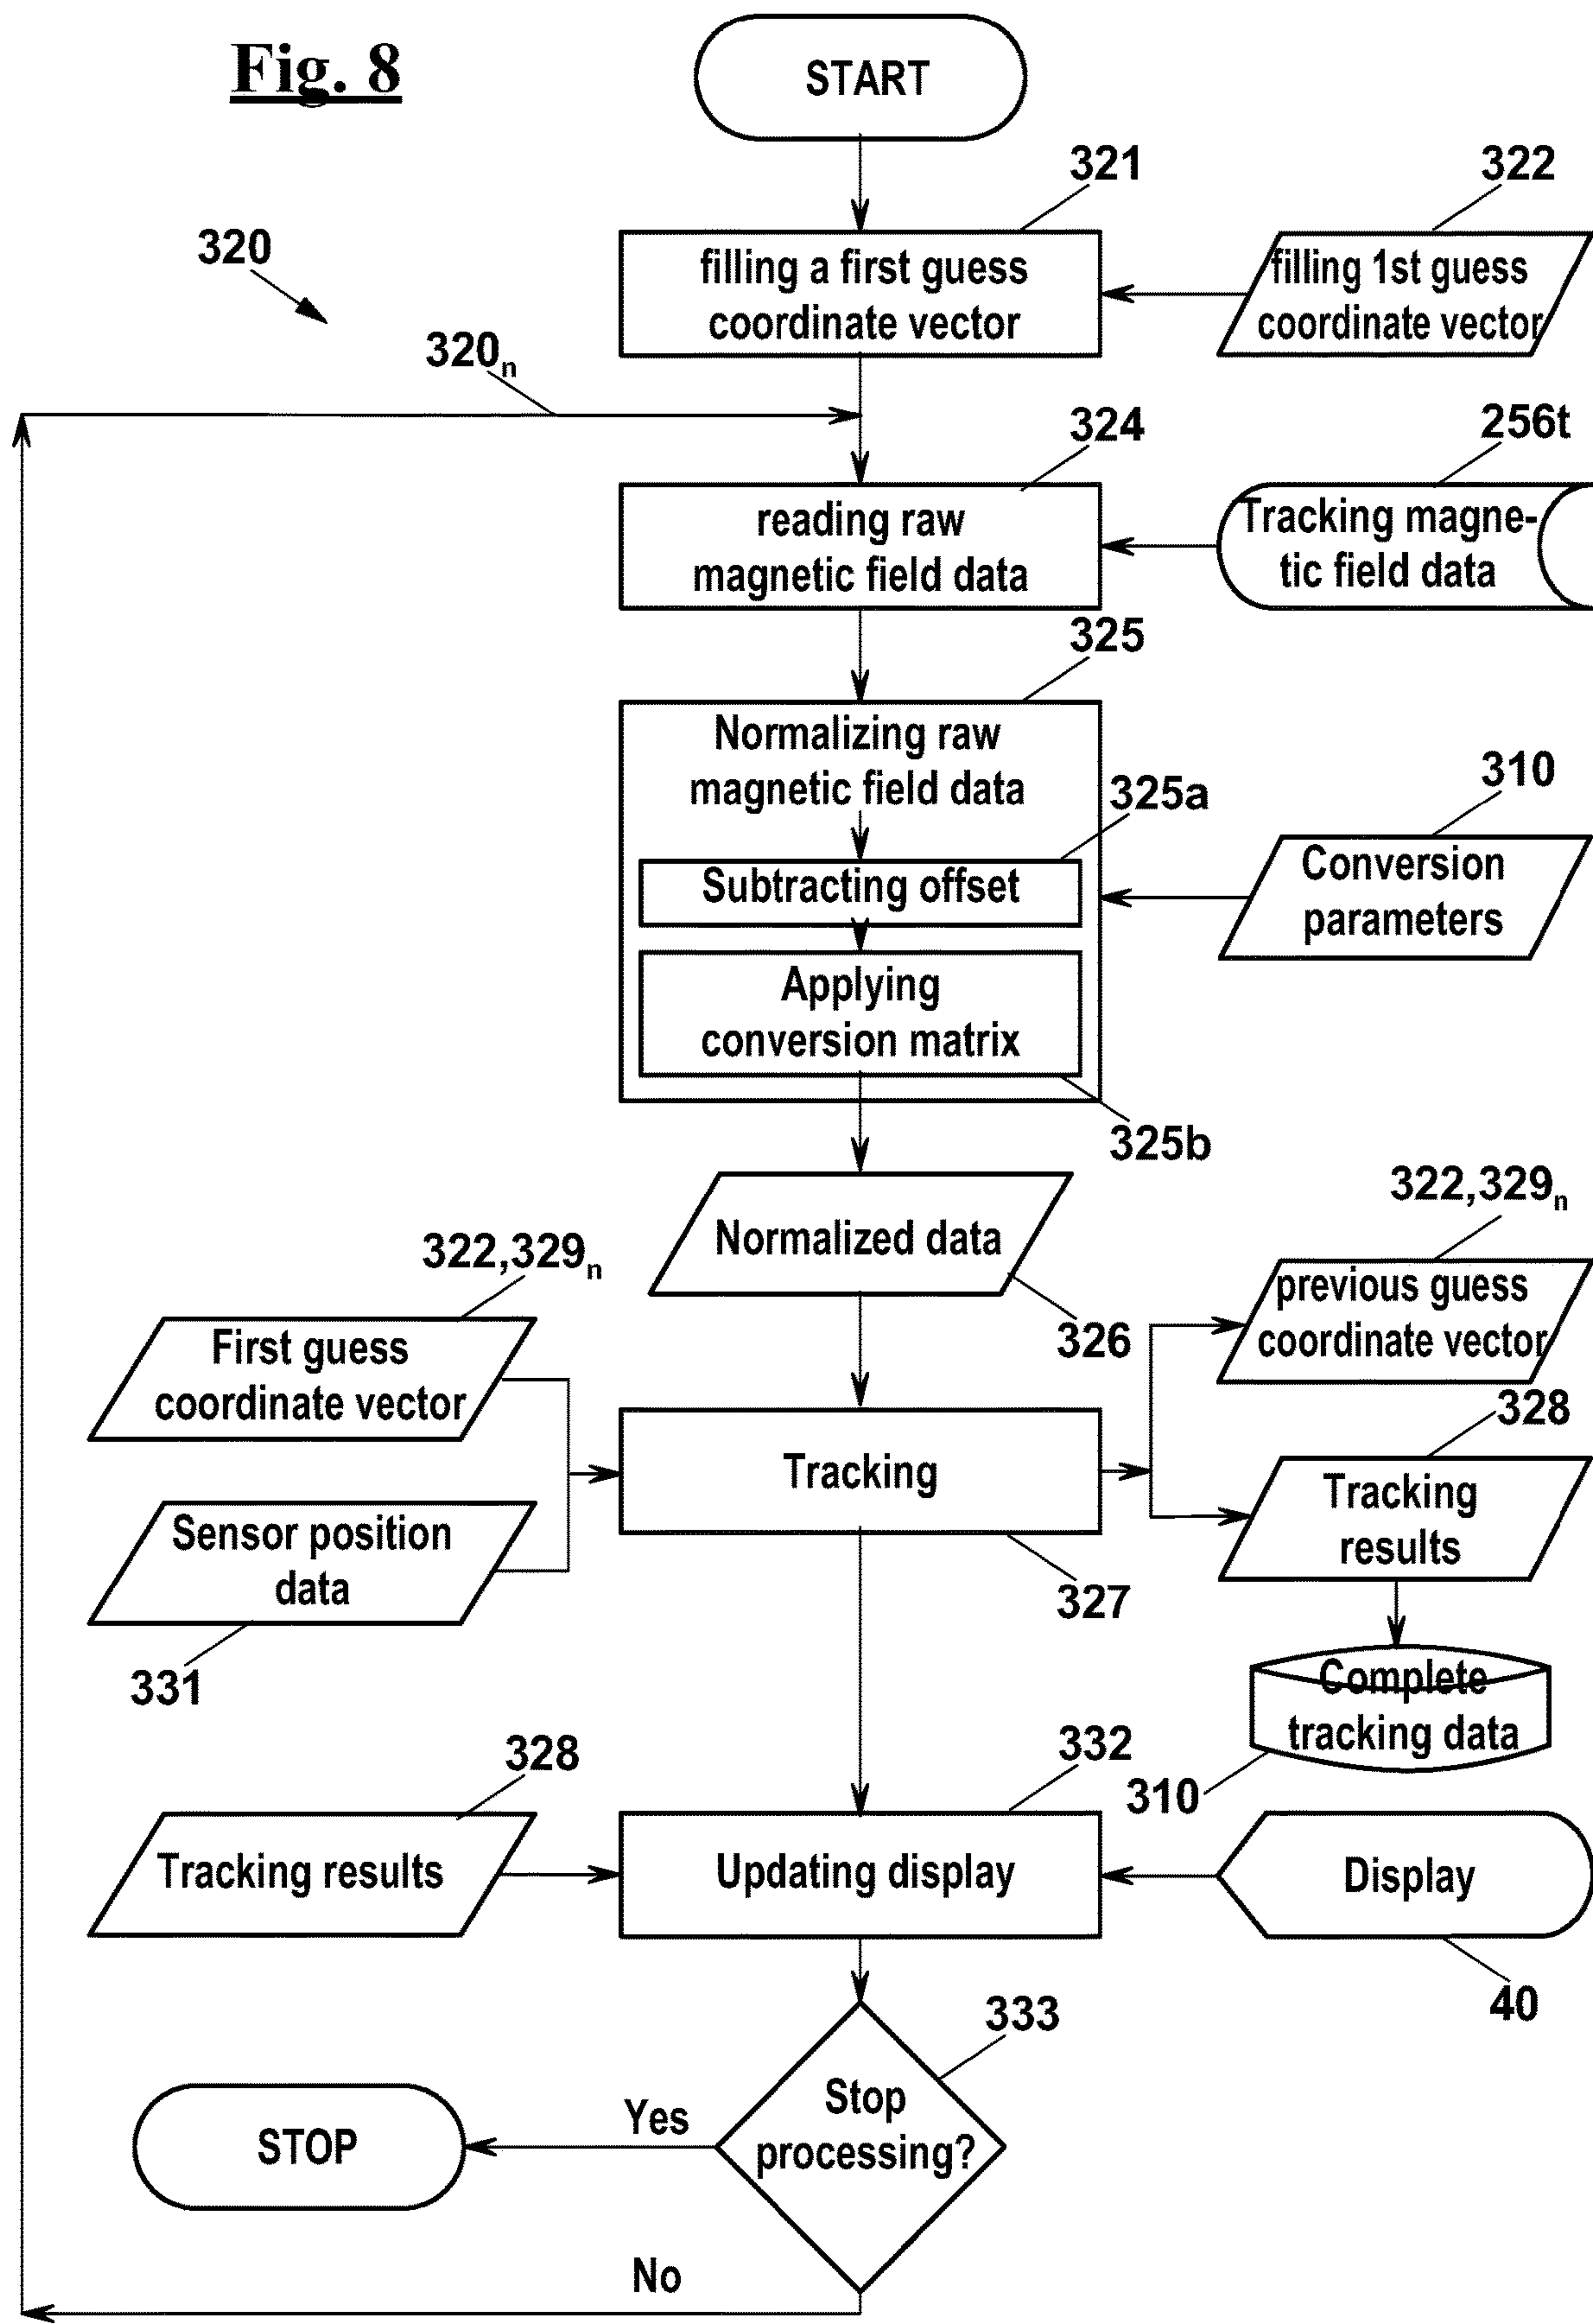 Fig. 8
START
321
322
320
filling a first guess
coordinate vector
filling 1st guess
coordinate vector
320n
324
256t
reading raw
magnetic field data
Tracking magne-
tic field data
325
Normalizing raw
magnetic field data
325a
310
Subtracting offset
Conversion
parameters
Applying
conversion matrix
325b
322,329n
Normalized data
322,329n
326
previous guess
coordinate vector
First guess
coordinate vector
328
Tracking
Tracking
results
Sensor position
data
327
331
Complete
tracking data
328
332
310
Tracking results
Updating display
Display
40
333
Stop
processing?
Yes
STOP
No